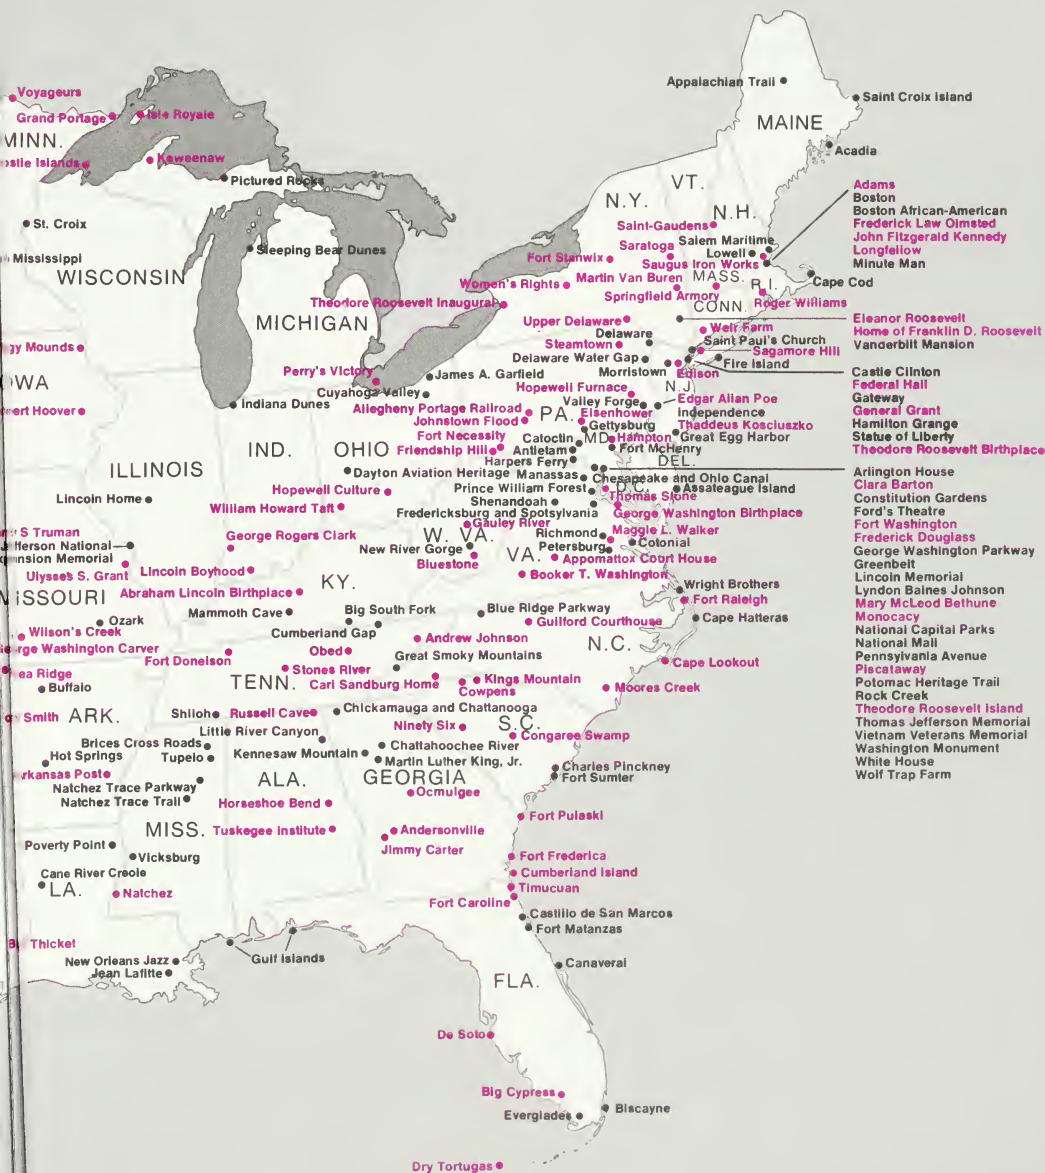 Voyageurs
Grand Portage
Isle Royale
MINN.
Keweenaw
Pictured Rocks
St. Croix
Sleeping Bear Dunes
Mississippi
WISCONSIN
MICHIGAN
Appalachian Trail
Saint Croix Island
MAINE
Acadia
VT.
N.Y.
N.H.
Saint-Gaudens
Salem Maritime
Saratoga
Lowell
Fort Stanwix
Saugus Iron Works
Martin Van Buren
MASS.
Women's Rights
Springfield Armory
R.I.
Cape Cod
Theodore Roosevelt Inaugural
CONN.
Roger Williams
Adams
Boston
Boston African-American
Frederick Law Olmsted
John Fitzgerald Kennedy
Longfellow
Minute Man
Upper Delaware
Weir Farm
Eleanor Roosevelt
Home of Franklin D. Roosevelt
Vanderbilt Mansion
Delaware
Saint Paul's Church
Steamtown
Sagamore Hill
Delaware Water Gap
Fire Island
Morristown
Edison
Castle Clinton
Federal Hall
Gateway
General Grant
Hamilton Grange
Statue of Liberty
Theodore Roosevelt Birthplace
Mounds
Perry's Victory
James A. Garfield
Cuyahoga Valley
Hopewell Furnace
N.J.
Indiana Dunes
Valley Forge
Edgar Allan Poe
Hoover
Allegheny Portage Railroad
PA.
Eisenhower
Independence
Johnstown Flood
Gettysburg
Thaddeus Kosciuszko
Fort Necessity
Catoctin
MD.
Hampton
Great Egg Harbor
IND.
OHIO
Friendship Hill
Antietam
Fort McHenry
ILLINOIS
Harpers Ferry
DEL.
Dayton Aviation Heritage
Manassas
Chesapeake and Ohio Canal
Hopewell Culture
Prince William Forest
D.C.
Assateague Island
Lincoln Home
Shenandoah
Thomas Stone
William Howard Taft
Fredericksburg and Spotsylvania
George Washington Birthplace
Arlington House
Clara Barton
Constitution Gardens
Ford's Theatre
Fort Washington
Frederick Douglass
George Washington Parkway
Greenbelt
Lincoln Memorial
Lyndon Baines Johnson
Mary McLeod Bethune
Monocacy
National Capital Parks
National Mall
Pennsylvania Avenue
Piscataway
Potomac Heritage Trail
Rock Creek
Theodore Roosevelt Island
Thomas Jefferson Memorial
Vietnam Veterans Memorial
Washington Monument
White House
Wolf Trap Farm
S Truman
Gauley River
Maggie L. Walker
George Rogers Clark
W. VA.
Richmond
National
New River Gorge
VA.
Petersburg
Colonial
Memorial
Bluestone
Appomattox Court House
Ulysses S. Grant
Lincoln Boyhood
Booker T. Washington
KY.
MISSOURI
Abraham Lincoln Birthplace
Wright Brothers
Mammoth Cave
Big South Fork
Blue Ridge Parkway
Fort Raleigh
Ozark
Cumberland Gap
Guilford Courthouse
Cape Hatteras
Wilson's Creek
Andrew Johnson
N.C.
Washington Carver
Fort Donelson
Obed
Great Smoky Mountains
Cape Lookout
Ridge
Stones River
TENN.
Carl Sandburg Home
Kings Mountain
Buffalo
Cowpens
Moores Creek
Smith
ARK.
Shiloh
Russell Cave
Chickamauga and Chattanooga
S.C.
Little River Canyon
Ninety Six
Congaree Swamp
Brices Cross Roads
Chattahoochee River
Hot Springs
Tupelo
Kennesaw Mountain
Martin Luther King, Jr.
Charles Pinckney
Post
ALA.
GEORGIA
Fort Sumter
Natchez Trace Parkway
Ocmulgee
Natchez Trace Trail
Horseshoe Bend
Fort Pulaski
MISS.
Tuskegee Institute
Andersonville
Poverty Point
Jimmy Carter
Vicksburg
Fort Frederica
Cane River Creole
Cumberland Island
LA.
Natchez
Timucuan
Fort Caroline
Castillo de San Marcos
Fort Matanzas
Thicket
New Orleans Jazz
Gulf Islands
Jean Lafitte
Canaveral
FLA.
De Soto
Big Cypress
Everglades
Biscayne
Dry Tortugas